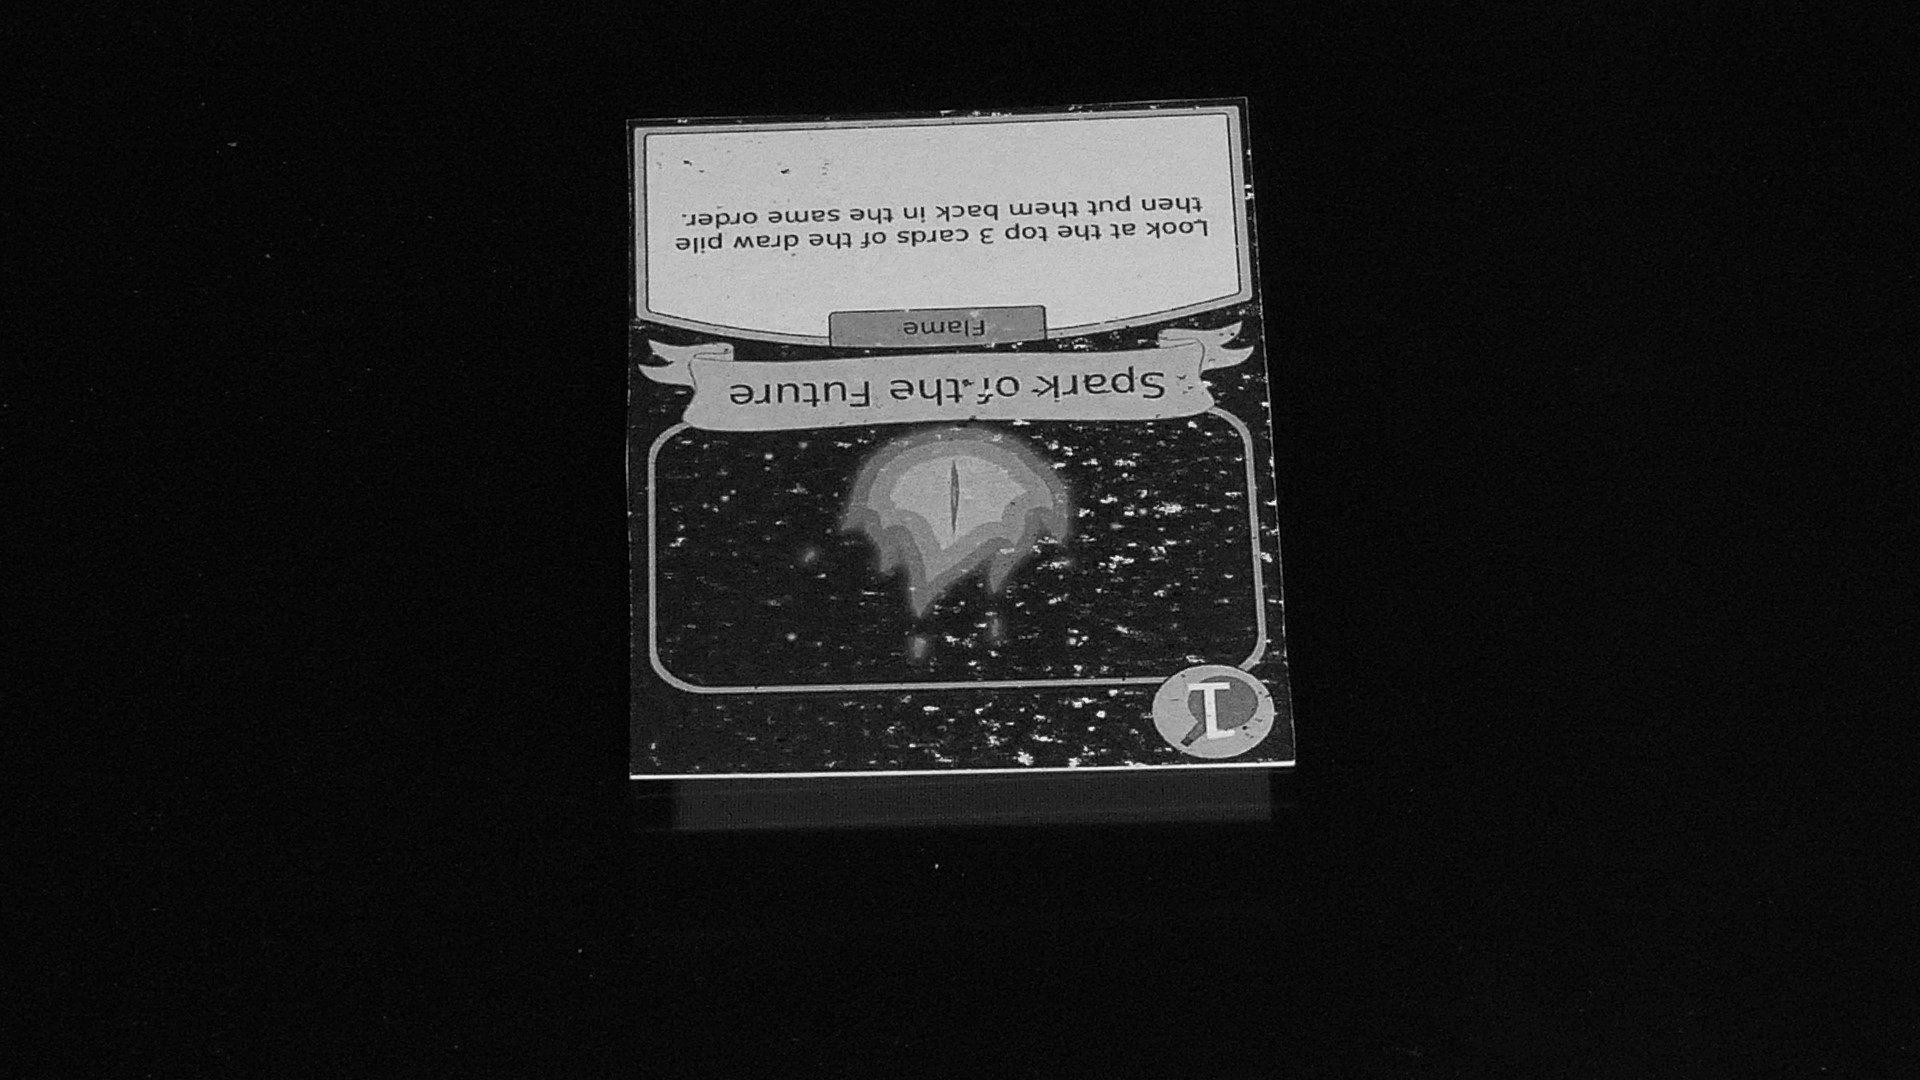 1
Spark of the Future
Flame
Look at the top 3 cards of the draw pile
then put them back in the same order.